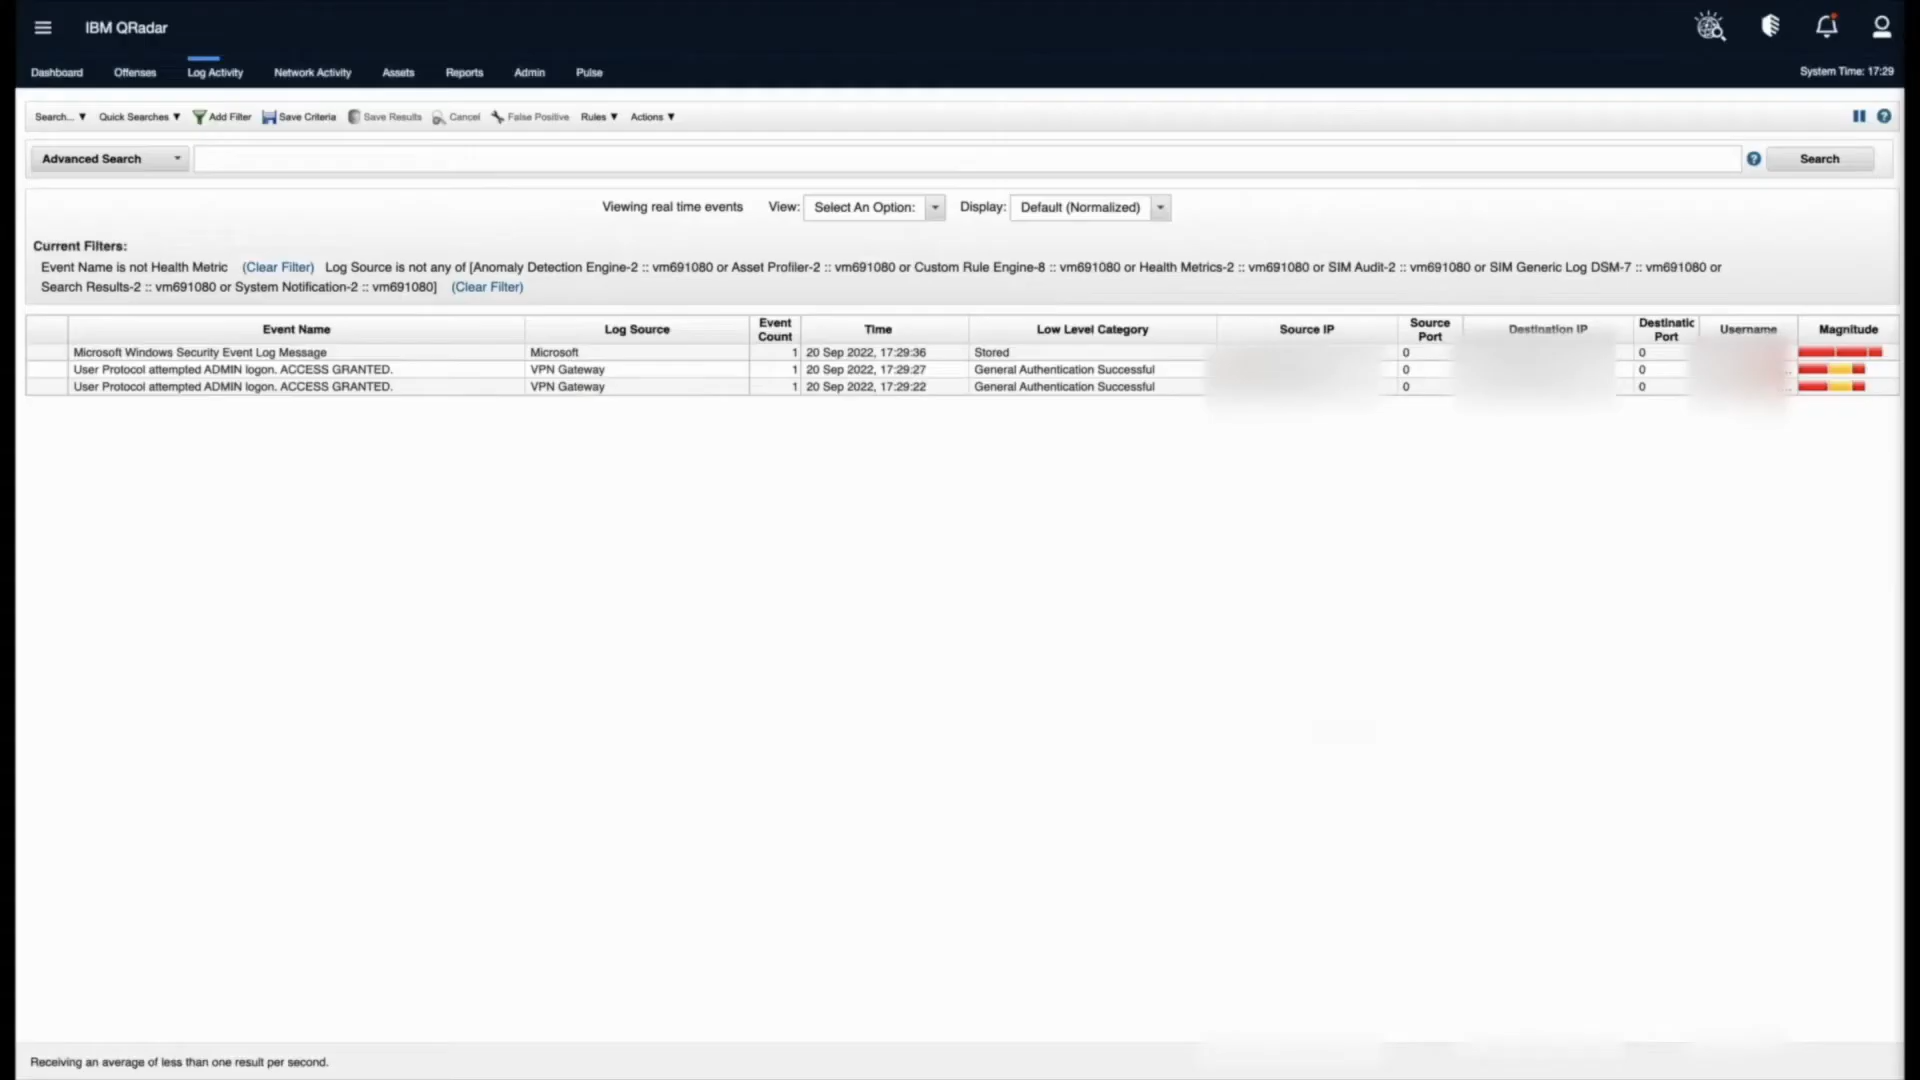 IBM QRadar
Dashboard Offenses Log Activity Network Activity Assets Reports Admin Pulse System Time: 17:29
Search... ▼ Quick Searches ▼ Add Filter Save Criteria Save Results Cancel False Positive Rules ▼ Actions ▼
Advanced Search Search
Viewing real time events View: Select An Option: Display: Default (Normalized)
Current Filters:
Event Name is not Health Metric (Clear Filter) Log Source is not any of [Anomaly Detection Engine-2 :: vm691080 or Asset Profiler-2 :: vm691080 or Custom Rule Engine-8 :: vm691080 or Health Metrics-2 :: vm691080 or SIM Audit-2 :: vm691080 or SIM Generic Log DSM-7 :: vm691080 or
Search Results-2 :: vm691080 or System Notification-2 :: vm691080] (Clear Filter)
Event Name Log Source Event Count Time Low Level Category Source IP Source Port Destination IP Destinatic Port Username Magnitude
Microsoft Windows Security Event Log Message Microsoft 1 20 Sep 2022, 17:29:36 Stored 0 0
User Protocol attempted ADMIN logon. ACCESS GRANTED. VPN Gateway 1 20 Sep 2022, 17:29:27 General Authentication Successful 0 0
User Protocol attempted ADMIN logon. ACCESS GRANTED. VPN Gateway 1 20 Sep 2022, 17:29:22 General Authentication Successful 0 0
Receiving an average of less than one result per second.